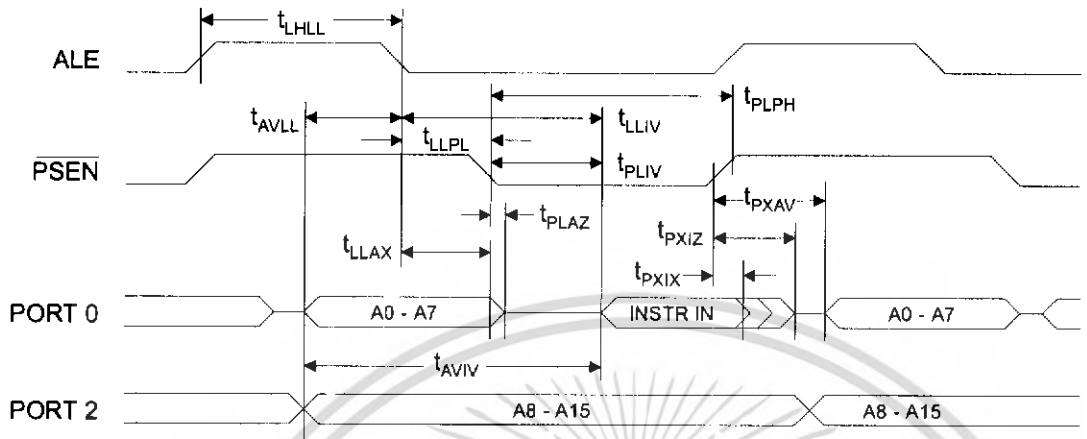 tLHLL
ALE
tPLPH
tAVLL
tLLIV
tLLPL
PSEN
tPLIV
tPXAV
tPLAZ
tLLAX
tPXIZ
tPXIX
PORT 0
A0 - A7
INSTR IN
A0 - A7
tAVIV
PORT 2
A8 - A15
A8 - A15